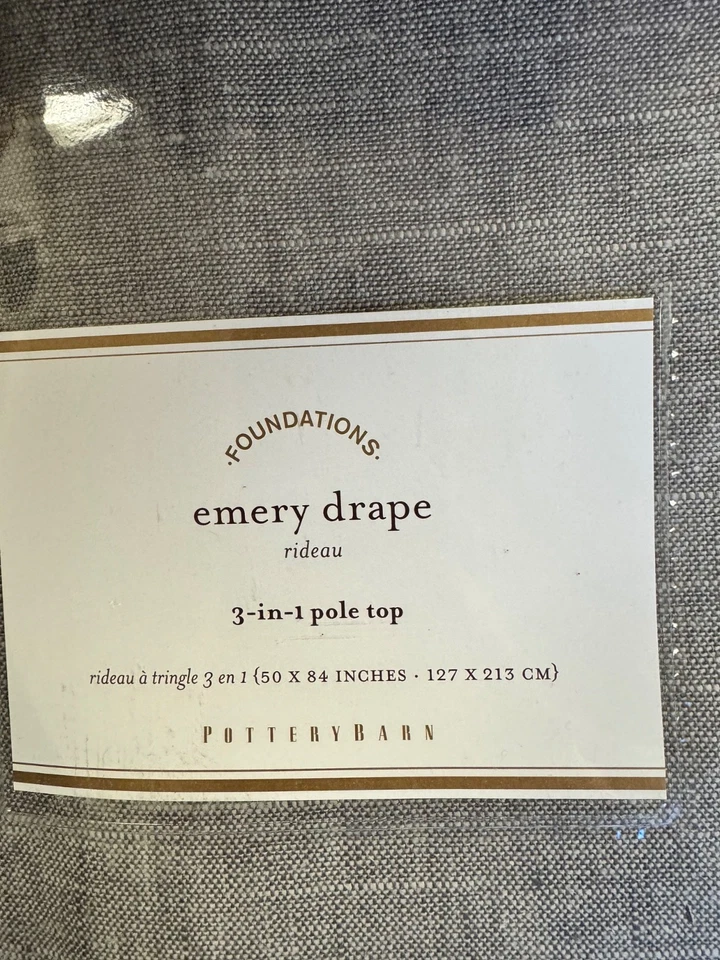 ·FOUNDATIONS·
emery drape
rideau
3-in-1 pole top
rideau à tringle 3 en 1 {50 X 84 INCHES · 127 X 213 CM}
POTTERYBARN